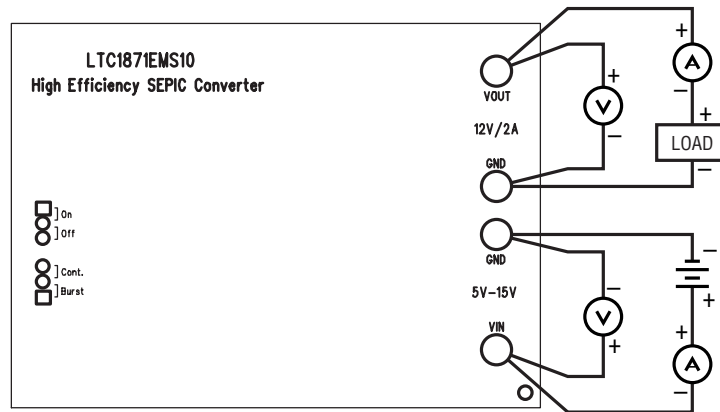 LTC1871EMS10
High Efficiency SEPIC Converter
VOUT
12V/2A
GND
GND
5V-15V
VIN
On
Off
Cont.
Burst
+
V
−
+
A
−
+
LOAD
−
−
V
+
−
+
+
A
−